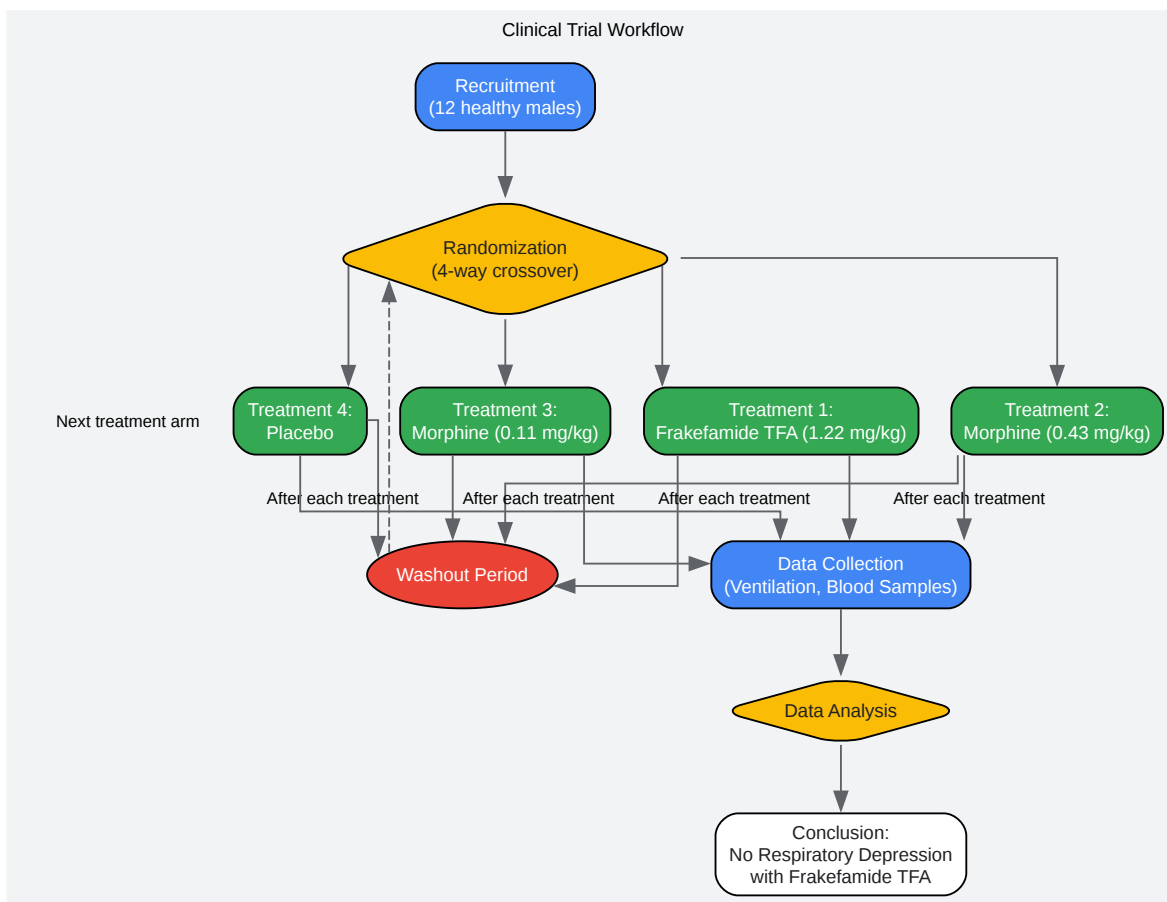 Clinical Trial Workflow
Recruitment
(12 healthy males)
Randomization
(4-way crossover)
Next treatment arm
Treatment 4:
Placebo
Treatment 3:
Morphine (0.11 mg/kg)
Treatment 1:
Frakefamide TFA (1.22 mg/kg)
Treatment 2:
Morphine (0.43 mg/kg)
After each treatment
After each treatment
After each treatment
After each treatment
Washout Period
Data Collection
(Ventilation, Blood Samples)
Data Analysis
Conclusion:
No Respiratory Depression
with Frakefamide TFA